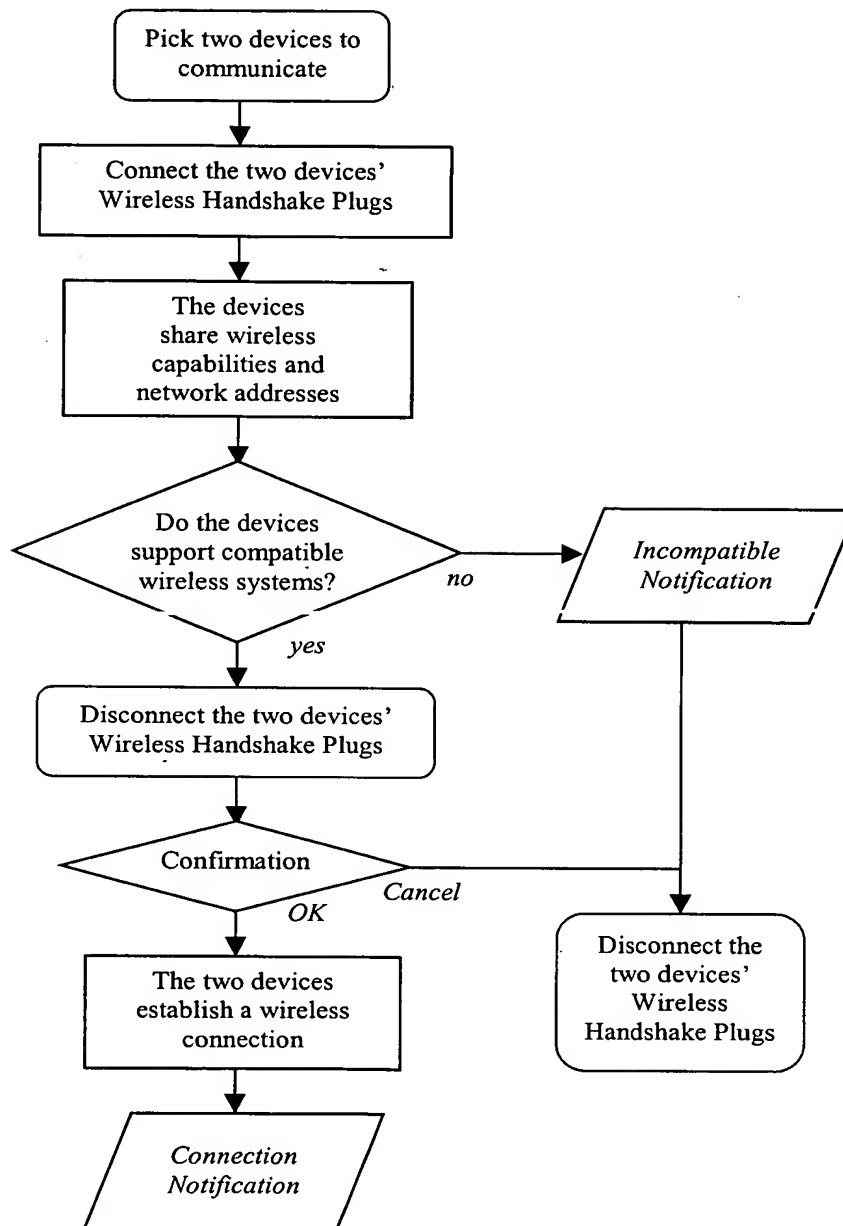 Pick two devices to
communicate
Connect the two devices’
Wireless Handshake Plugs
The devices
share wireless
capabilities and
network addresses
Do the devices
support compatible
wireless systems?
no
Incompatible
Notification
yes
Disconnect the two devices’
Wireless Handshake Plugs
Confirmation
Cancel
OK
Disconnect the
two devices’
Wireless
Handshake Plugs
The two devices
establish a wireless
connection
Connection
Notification